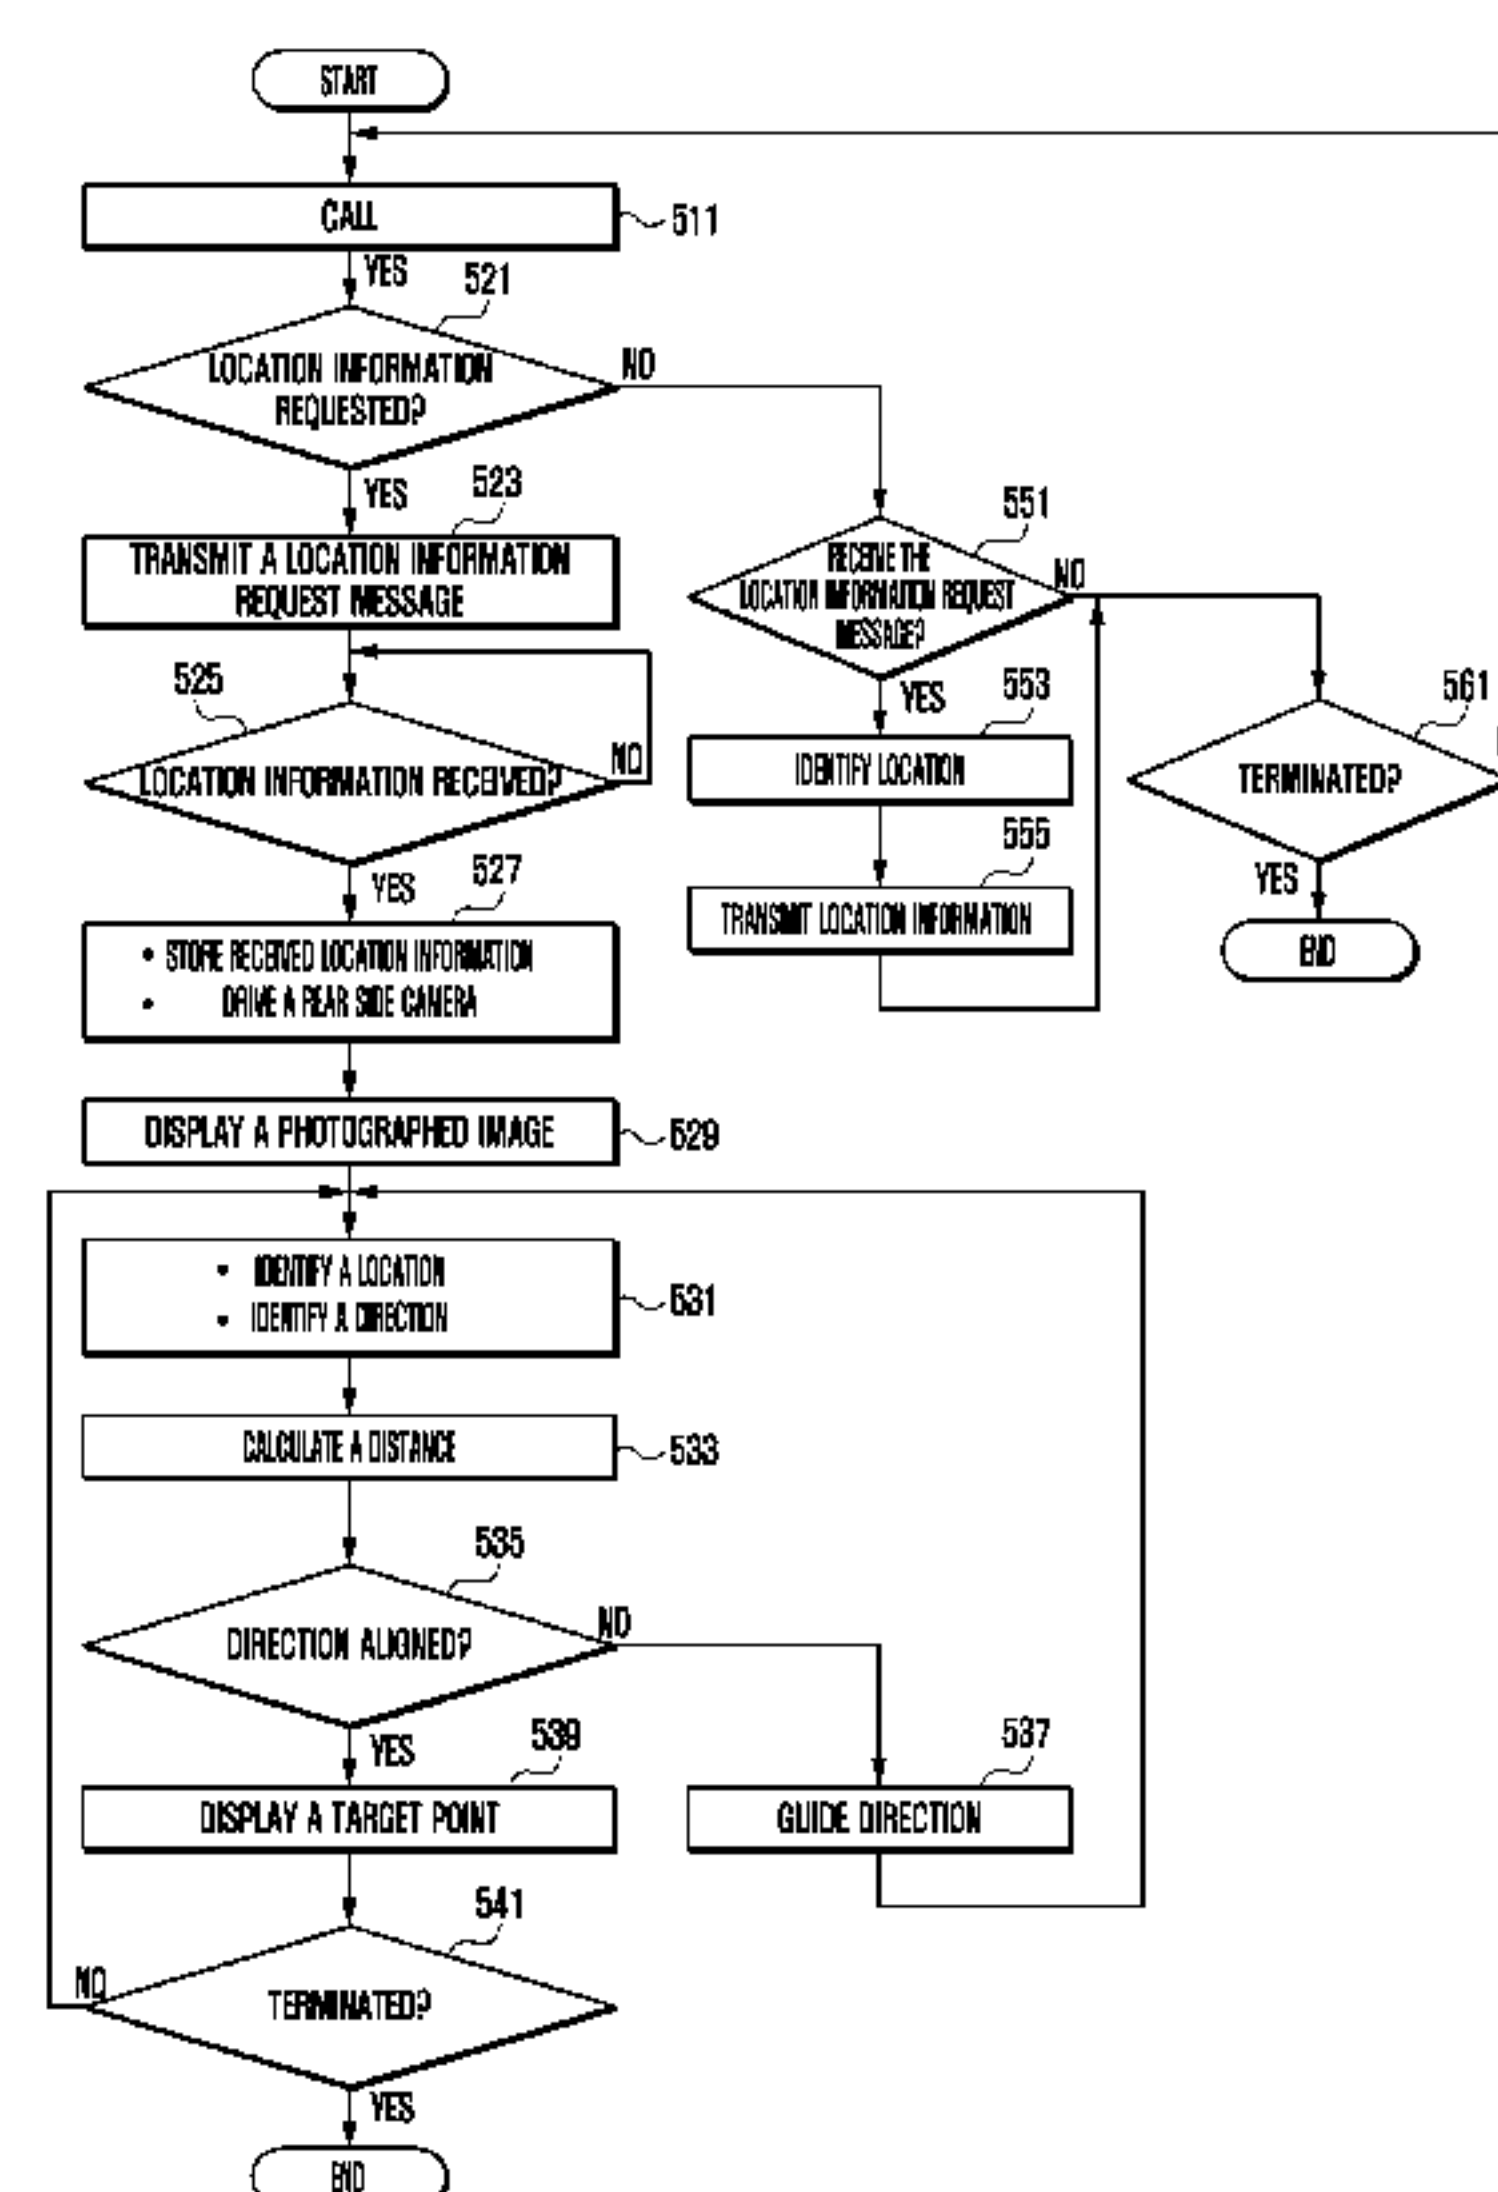 START
CALL
511
YES
521
LOCATION INFORMATION
REQUESTED?
NO
YES
523
TRANSMIT A LOCATION INFORMATION
REQUEST MESSAGE
525
LOCATION INFORMATION RECEIVED?
NO
YES
527
• STORE RECEIVED LOCATION INFORMATION
• DRIVE A REAR SIDE CAMERA
DISPLAY A PHOTOGRAPHED IMAGE
529
• IDENTIFY A LOCATION
• IDENTIFY A DIRECTION
531
CALCULATE A DISTANCE
533
535
DIRECTION ALIGNED?
NO
YES
539
DISPLAY A TARGET POINT
537
GUIDE DIRECTION
541
TERMINATED?
NO
YES
END
551
RECEIVE THE
LOCATION INFORMATION REQUEST
MESSAGE?
NO
YES
553
IDENTIFY LOCATION
555
TRANSMIT LOCATION INFORMATION
561
TERMINATED?
YES
END